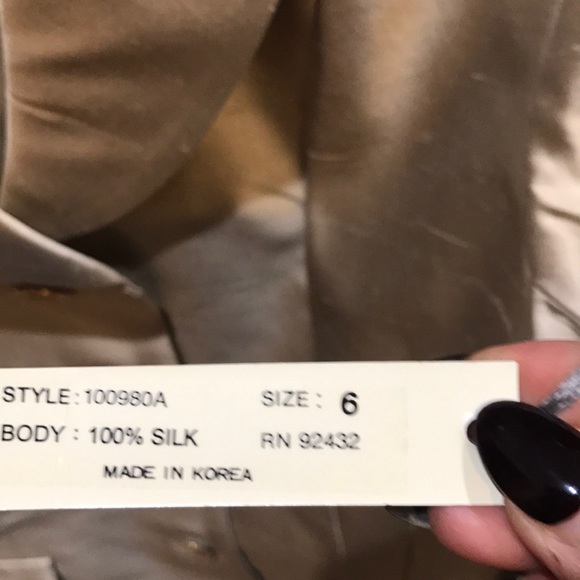 STYLE: 100980A SIZE: 6
BODY : 100% SILK RN 92432
MADE IN KOREA